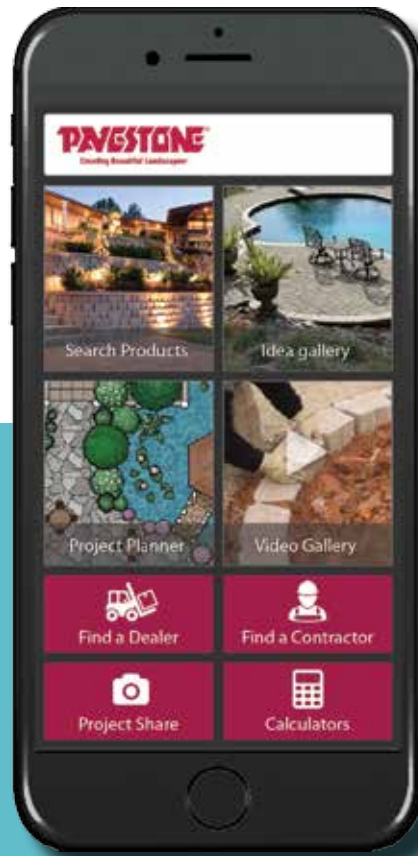 PAVESTONE
Creating Beautiful Landscapes
Search Products
Idea gallery
Project Planner
Video Gallery
Find a Dealer
Find a Contractor
Project Share
Calculators